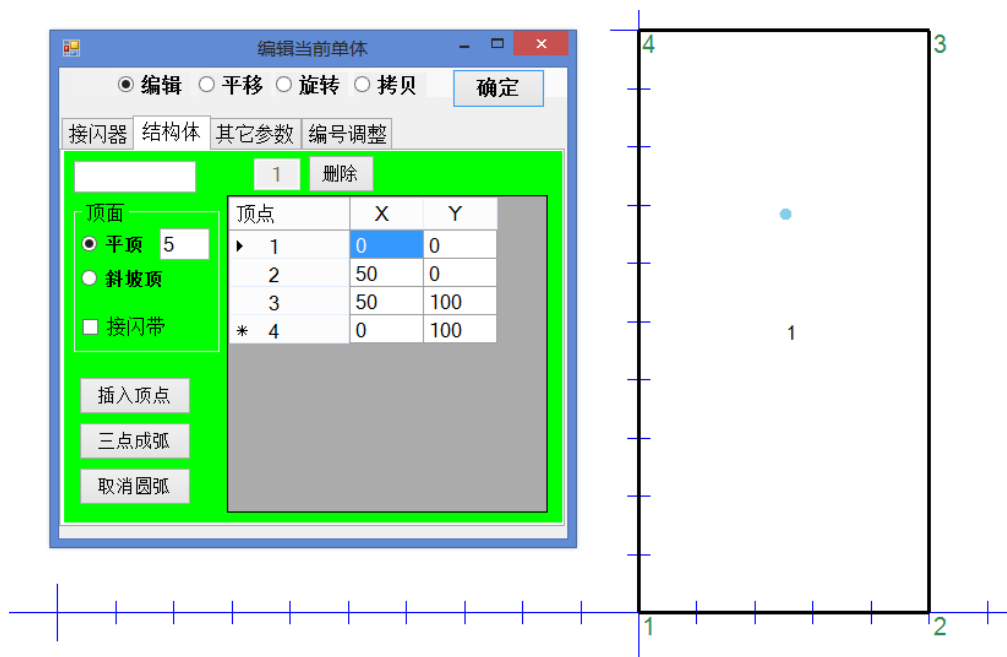 编辑当前单体
编辑 平移 旋转 拷贝 确定
接闪器 结构体 其它参数 编号调整
1 删除
顶面
平顶 5
斜坡顶
接闪带
插入顶点
三点成弧
取消圆弧
顶点 X Y
1 0 0
2 50 0
3 50 100
* 4 0 100
4 3
1
1 2